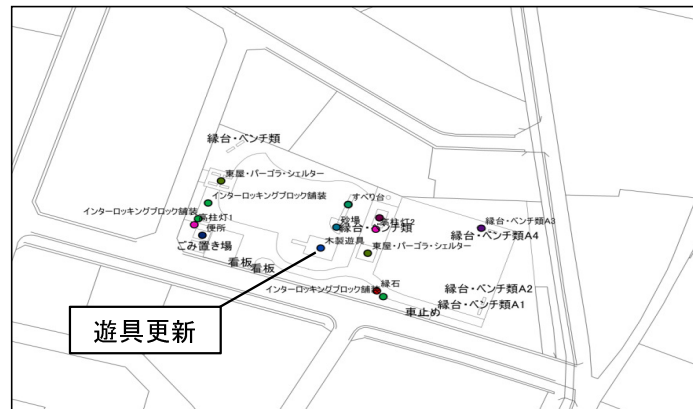 縁台・ベンチ類
東屋・パーゴラ・シェルター
インターロッキングブロック舗装
すべり台
インターロッキングブロック舗装
高柱灯1
砂場
高柱灯2
縁台・ベンチ類
縁台・ベンチ類A3
便所
縁台・ベンチ類A4
木製遊具
ごみ置き場
東屋・パーゴラ・シェルター
看板
看板
縁石
インターロッキングブロック舗装
縁台・ベンチ類A2
縁台・ベンチ類A1
車止め
遊具更新